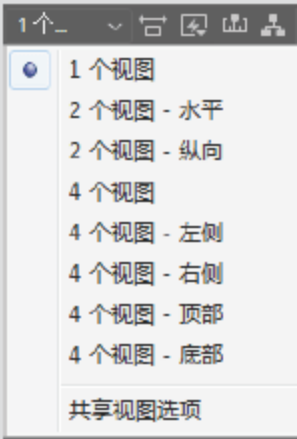 1个...
1 个视图
2 个视图 - 水平
2 个视图 - 纵向
4 个视图
4 个视图 - 左侧
4 个视图 - 右侧
4 个视图 - 顶部
4 个视图 - 底部
共享视图选项